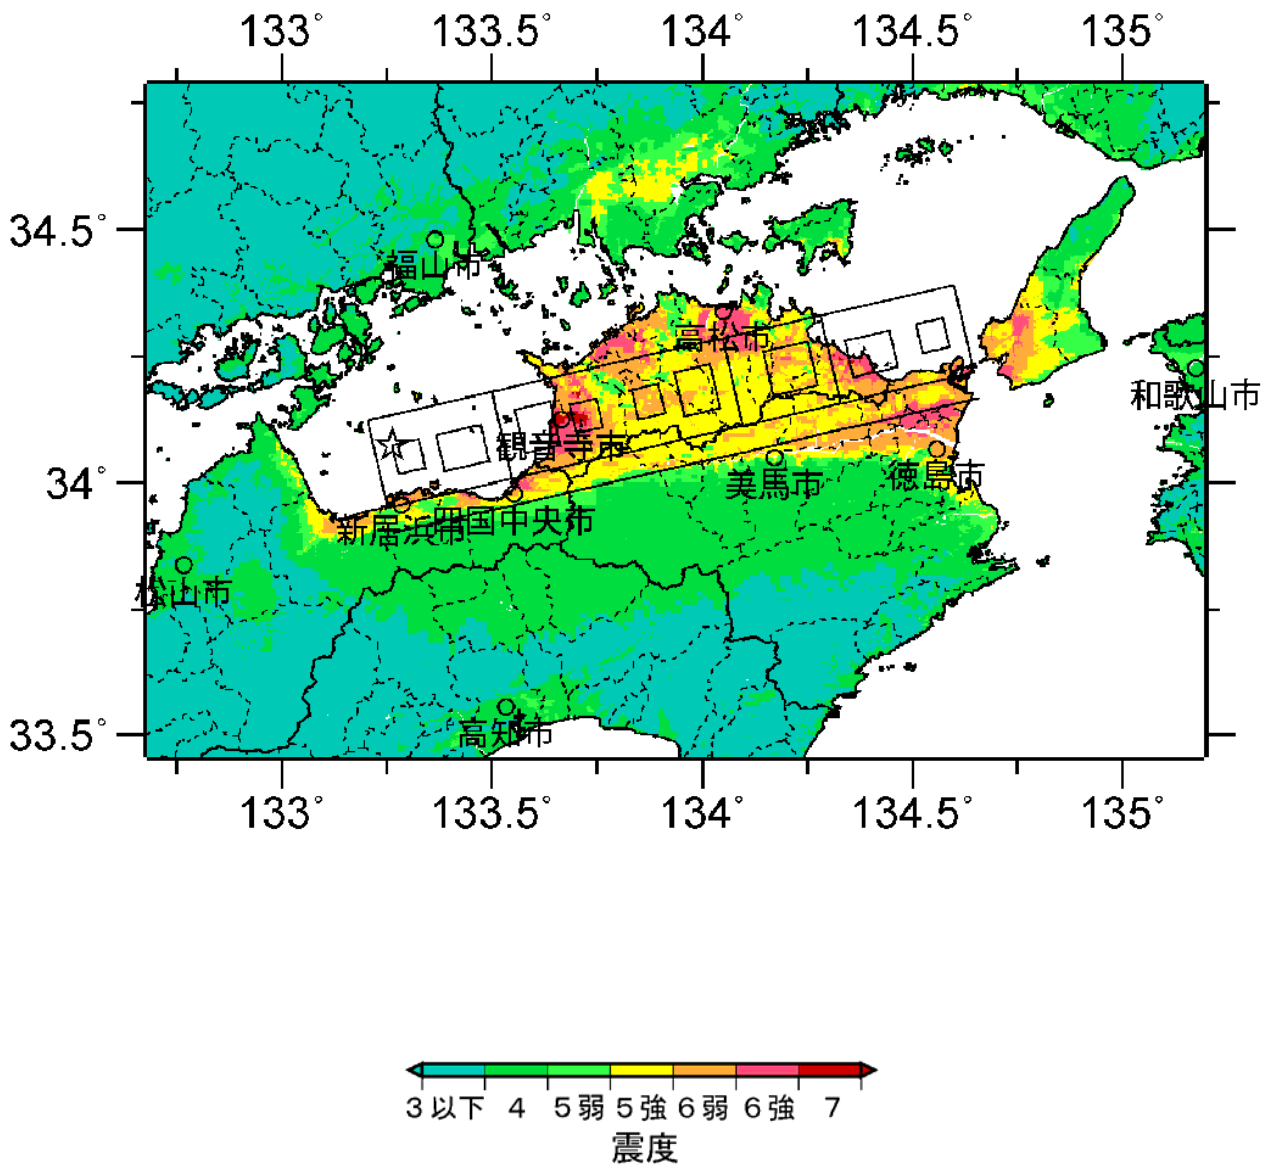 133° 133.5° 134° 134.5° 135°
34.5°
福山市
高松市
和歌山市
観音寺市
34°
美馬市
徳島市
新居浜市
四国中央市
松山市
高知市
33.5°
133° 133.5° 134° 134.5° 135°
3以下 4 5弱 5強 6弱 6強 7
震度